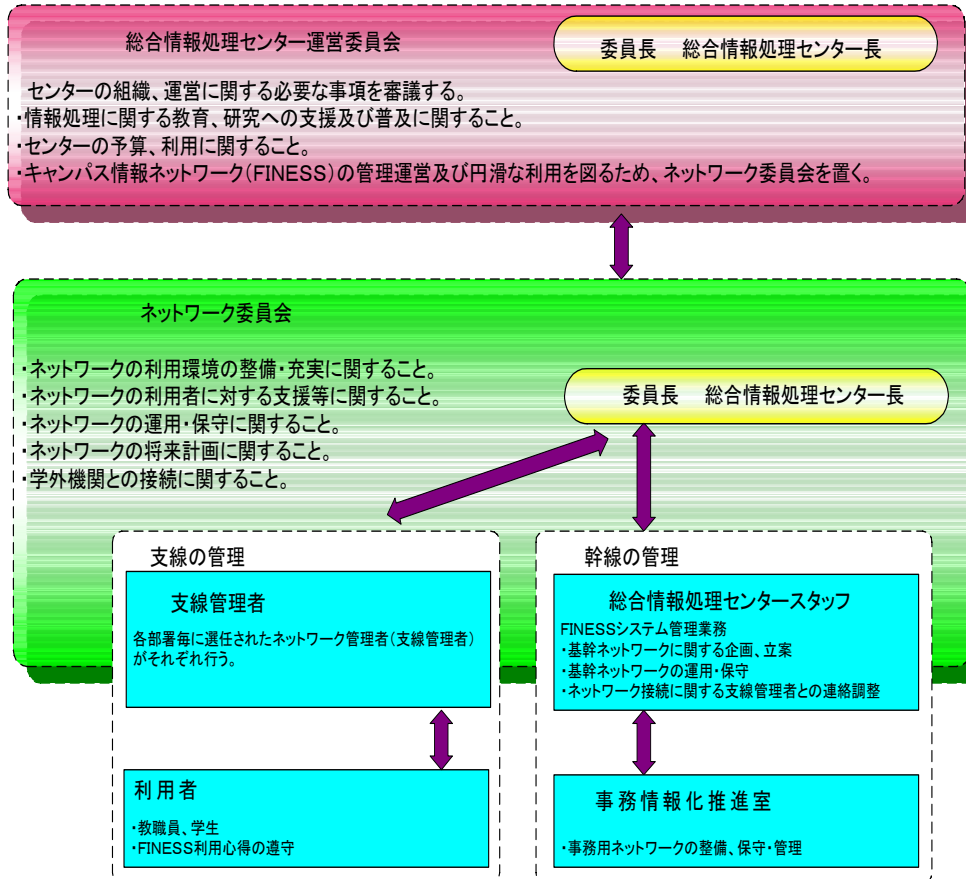 総合情報処理センター運営委員会
委員長　総合情報処理センター長
センターの組織、運営に関する必要な事項を審議する。
・情報処理に関する教育、研究への支援及び普及に関すること。
・センターの予算、利用に関すること。
・キャンパス情報ネットワーク(FINESS)の管理運営及び円滑な利用を図るため、ネットワーク委員会を置く。
ネットワーク委員会
・ネットワークの利用環境の整備・充実に関すること。
・ネットワークの利用者に対する支援等に関すること。
・ネットワークの運用・保守に関すること。
・ネットワークの将来計画に関すること。
・学外機関との接続に関すること。
委員長　総合情報処理センター長
支線の管理
支線管理者
各部署毎に選任されたネットワーク管理者(支線管理者)
がそれぞれ行う。
利用者
・教職員、学生
・FINESS利用心得の遵守
幹線の管理
総合情報処理センタースタッフ
FINESSシステム管理業務
・基幹ネットワークに関する企画、立案
・基幹ネットワークの運用・保守
・ネットワーク接続に関する支線管理者との連絡調整
事務情報化推進室
・事務用ネットワークの整備、保守・管理